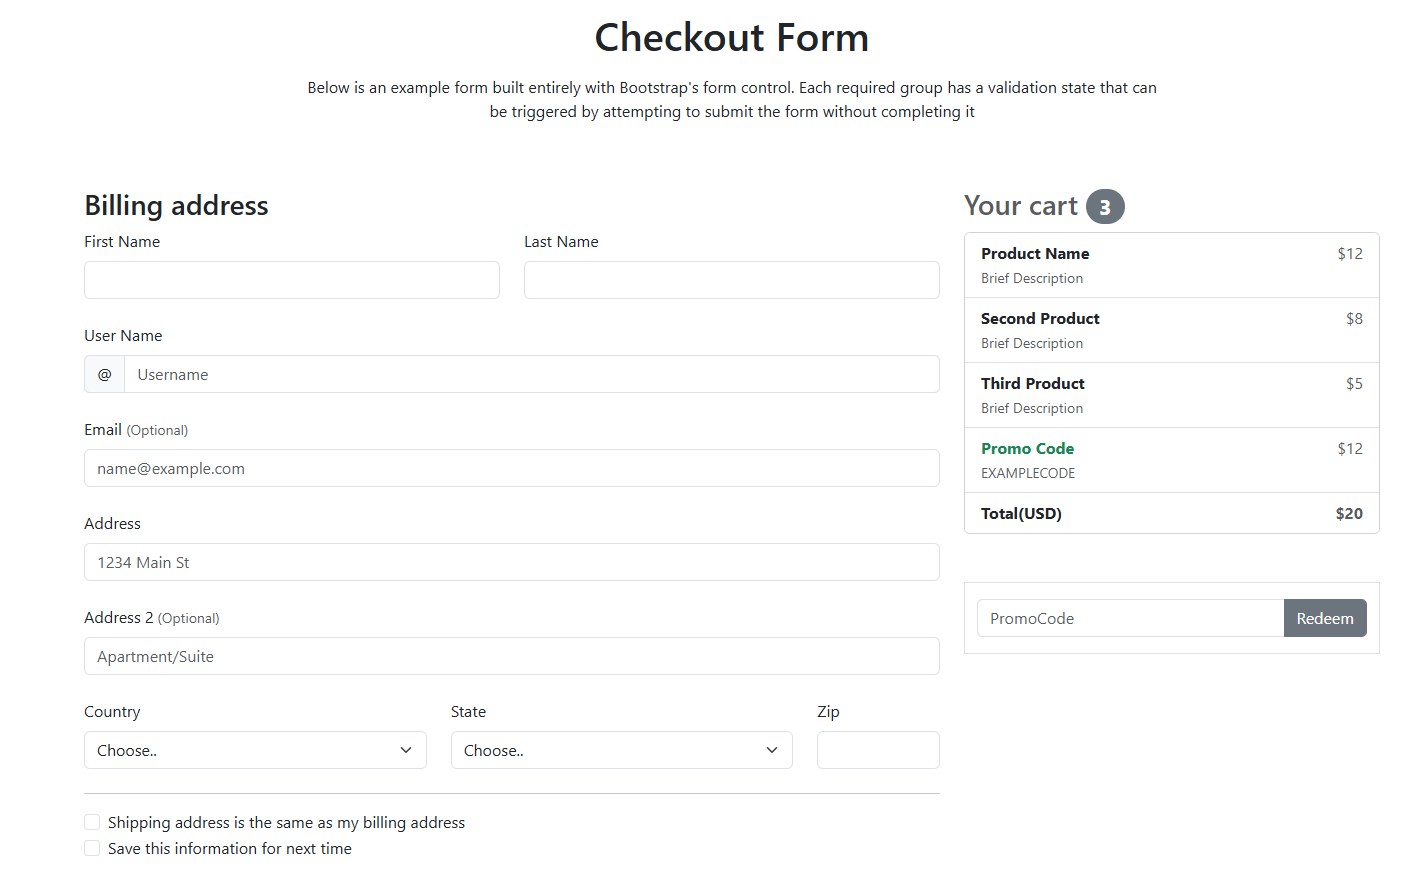 Checkout Form
Below is an example form built entirely with Bootstrap's form control. Each required group has a validation state that can
be triggered by attempting to submit the form without completing it
Billing address
First Name
Last Name
User Name
@ Username
Email (Optional)
name@example.com
Address
1234 Main St
Address 2 (Optional)
Apartment/Suite
Country
State
Zip
Choose..
Choose..
Shipping address is the same as my billing address
Save this information for next time
Your cart 3
Product Name $12
Brief Description
Second Product $8
Brief Description
Third Product $5
Brief Description
Promo Code $12
EXAMPLECODE
Total(USD) $20
PromoCode Redeem